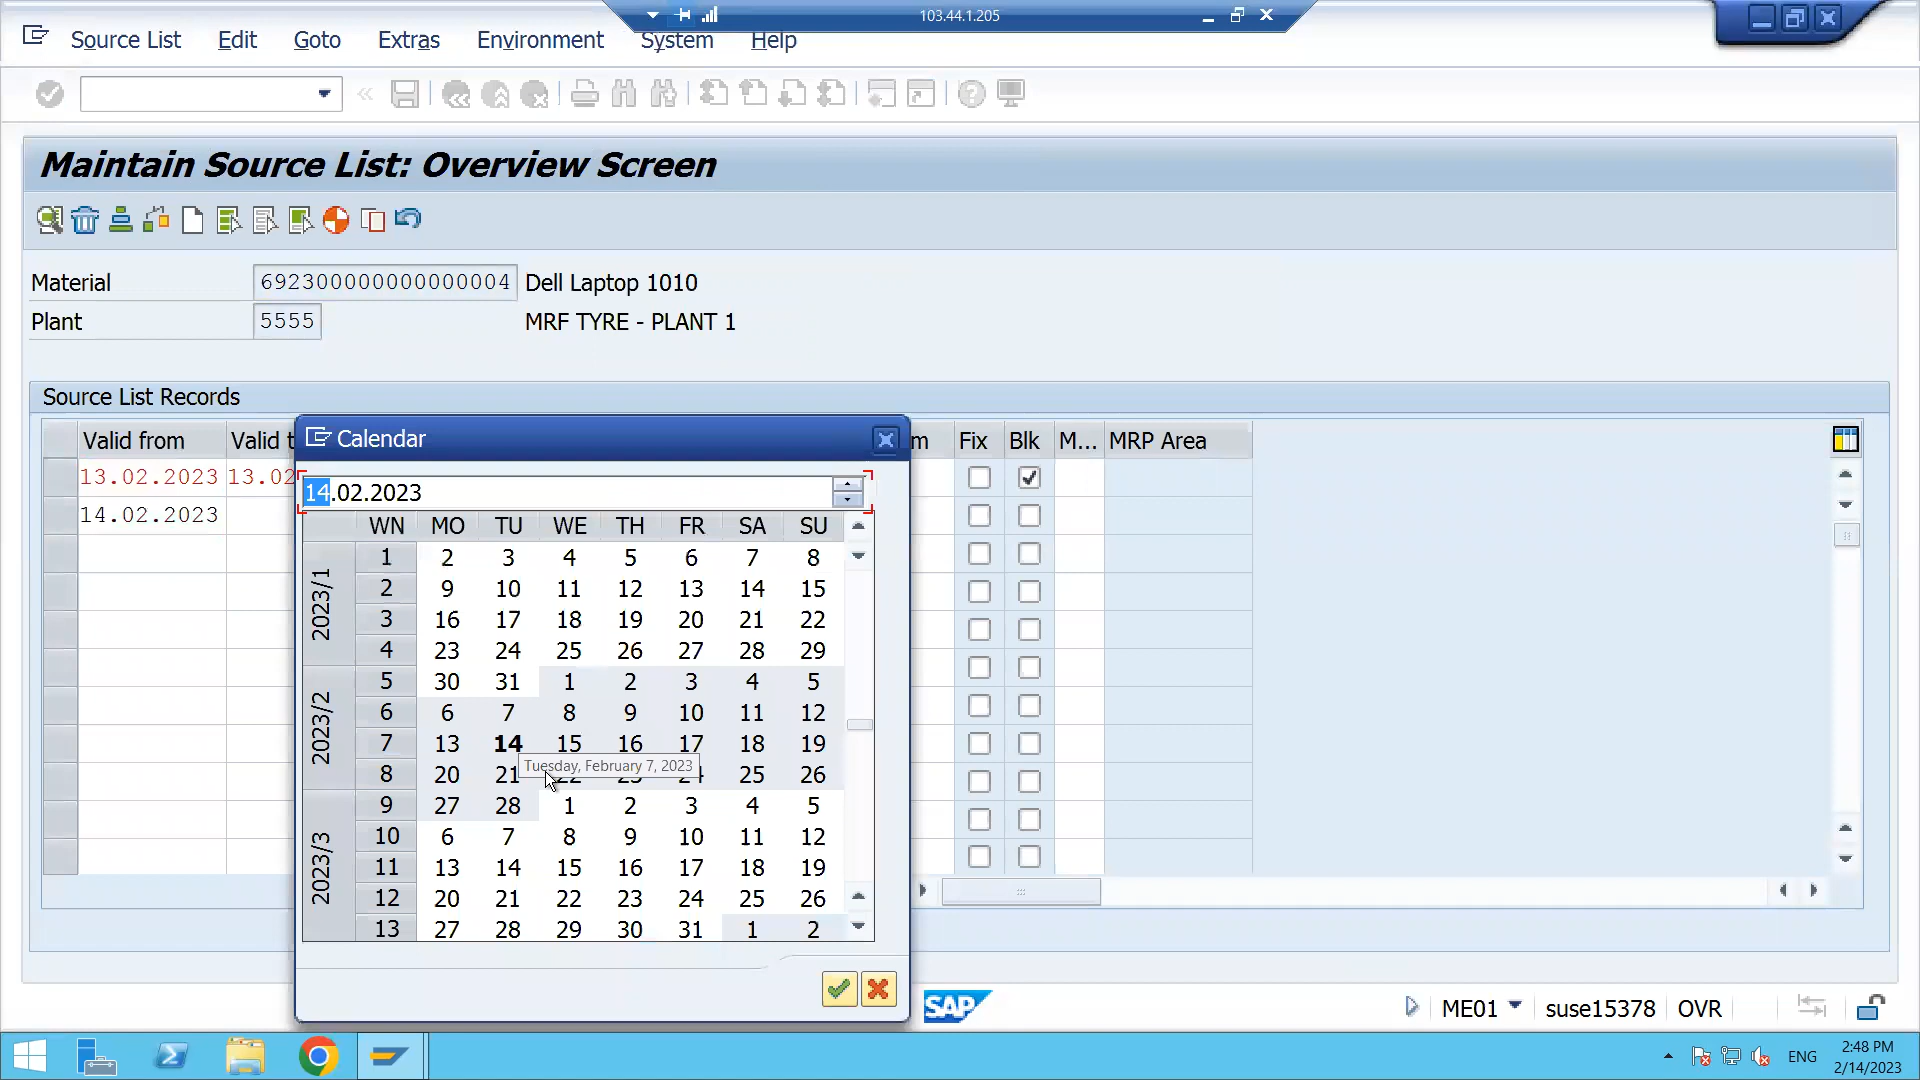 103.44.1.205
Source List Edit Goto Extras Environment System Help
Maintain Source List: Overview Screen
Material 692300000000000004 Dell Laptop 1010
Plant 5555 MRF TYRE - PLANT 1
Source List Records
Valid from Valid t m Fix Blk M... MRP Area
13.02.2023 13.02
14.02.2023
Calendar
14.02.2023
WN MO TU WE TH FR SA SU
2023/1
1 2 3 4 5 6 7 8
2 9 10 11 12 13 14 15
3 16 17 18 19 20 21 22
4 23 24 25 26 27 28 29
2023/2
5 30 31 1 2 3 4 5
6 6 7 8 9 10 11 12
7 13 14 15 16 17 18 19
Tuesday, February 7, 2023
8 20 21 22 23 24 25 26
2023/3
9 27 28 1 2 3 4 5
10 6 7 8 9 10 11 12
11 13 14 15 16 17 18 19
12 20 21 22 23 24 25 26
13 27 28 29 30 31 1 2
SAP
ME01 suse15378 OVR
ENG
2:48 PM
2/14/2023